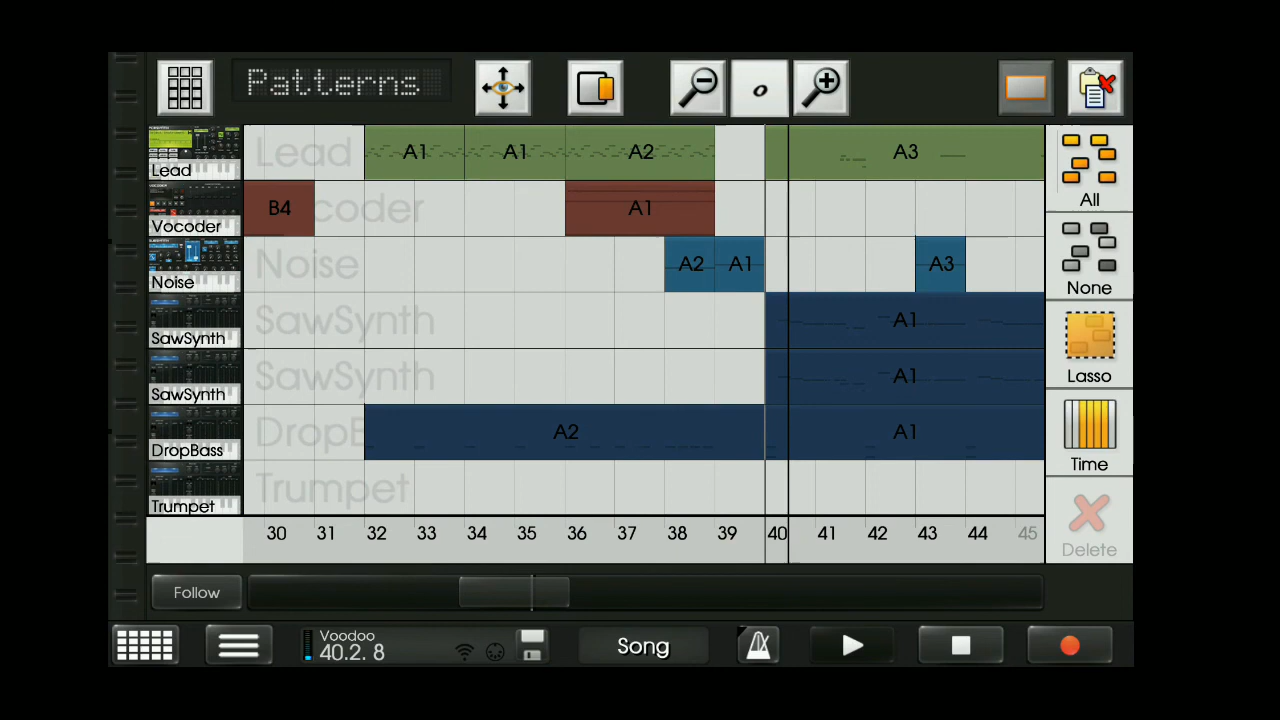 Patterns
o
Lead
Lead
A1
A1
A2
A3
Vocoder
B4
coder
A1
Noise
Noise
A2
A1
A3
SawSynth
SawSynth
A1
SawSynth
SawSynth
A1
DropBass
DropB
A2
A1
Trumpet
Trumpet
30 31 32 33 34 35 36 37 38 39 40 41 42 43 44 45
All
None
Lasso
Time
Delete
Follow
Voodoo
40.2. 8
Song